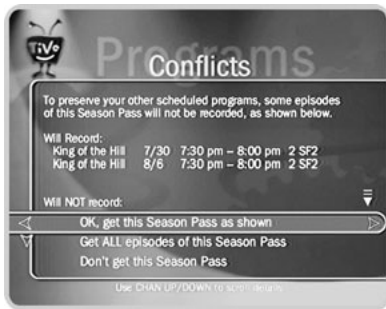 TiVo
Programs
Conflicts
To preserve your other scheduled programs, some episodes
of this Season Pass will not be recorded, as shown below.
Will Record:
King of the Hill 7/30 7:30 pm – 8:00 pm 2 SF2
King of the Hill 8/6 7:30 pm – 8:00 pm 2 SF2
Will NOT record:
OK, get this Season Pass as shown
Get ALL episodes of this Season Pass
Don't get this Season Pass
Use CHAN UP/DOWN to scroll details.